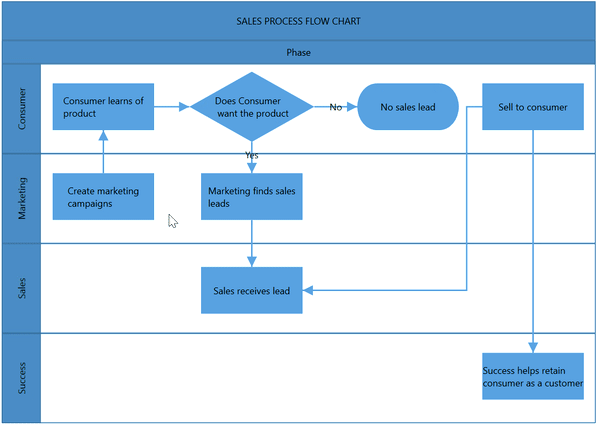 SALES PROCESS FLOW CHART
Phase
Consumer
Consumer learns of
product
Does Consumer
want the product
No
No sales lead
Sell to consumer
Yes
Marketing
Create marketing
campaigns
Marketing finds sales
leads
Sales
Sales receives lead
Success
Success helps retain
consumer as a customer